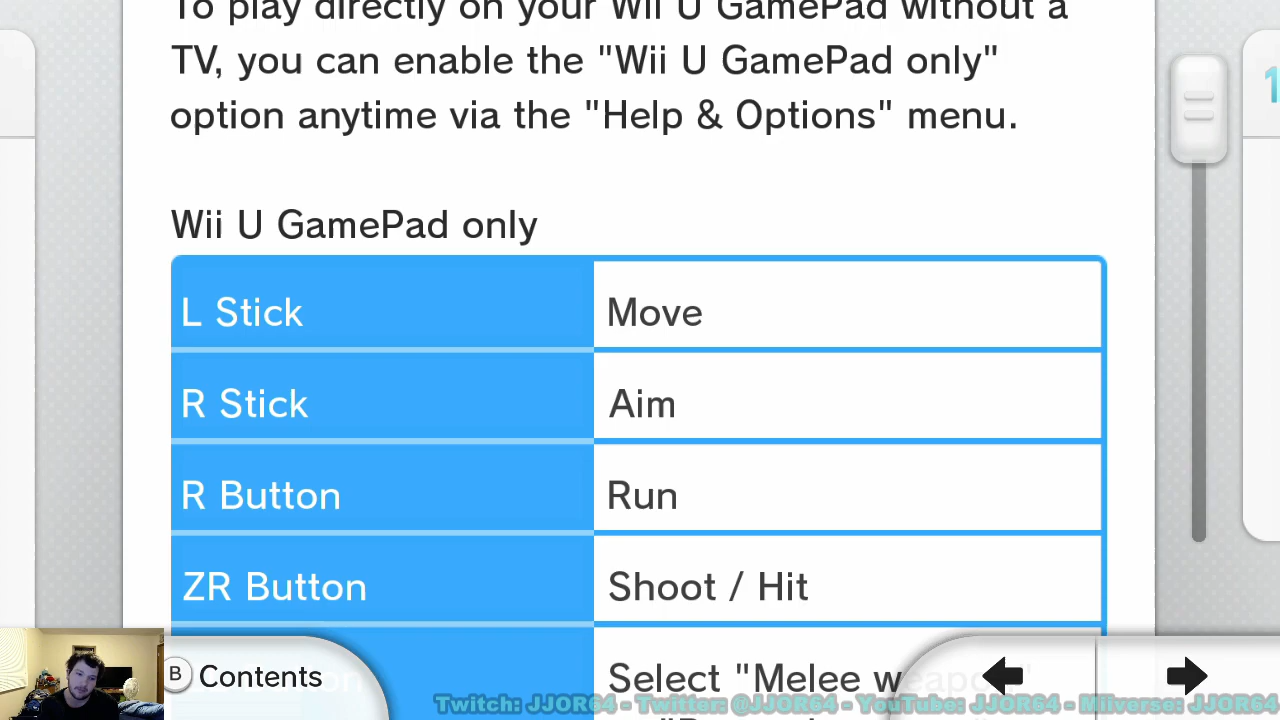 To play directly on your Wii U GamePad without a
TV, you can enable the "Wii U GamePad only"
option anytime via the "Help & Options" menu.
Wii U GamePad only
L Stick Move
R Stick Aim
R Button Run
ZR Button Shoot / Hit
Select "Melee weapon"
B Contents
Twitch: JJOR64 - Twitter: @JJOR64 - YouTube: JJOR64 - Miiverse: JJOR64